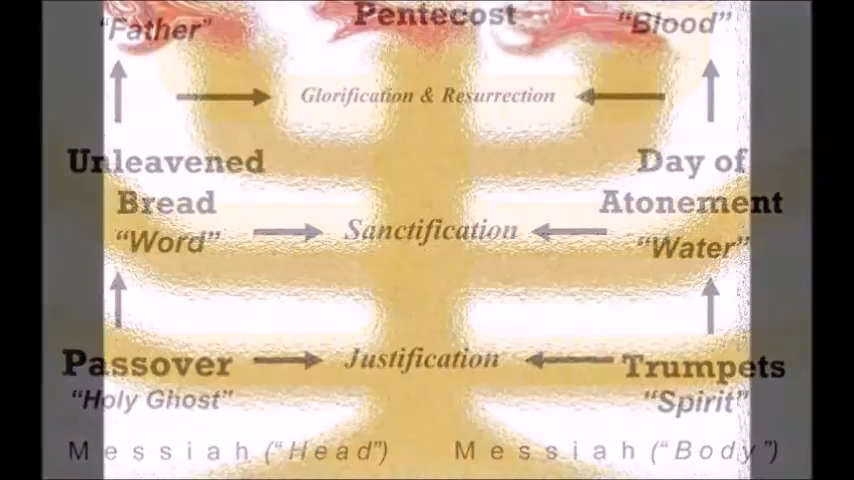 Pentecost
"Father"
"Blood"
Glorification & Resurrection
Unleavened Bread
Day of Atonement
"Word"
Sanctification
"Water"
Passover
Justification
Trumpets
"Holy Ghost"
"Spirit"
Messiah ("Head")
Messiah ("Body")